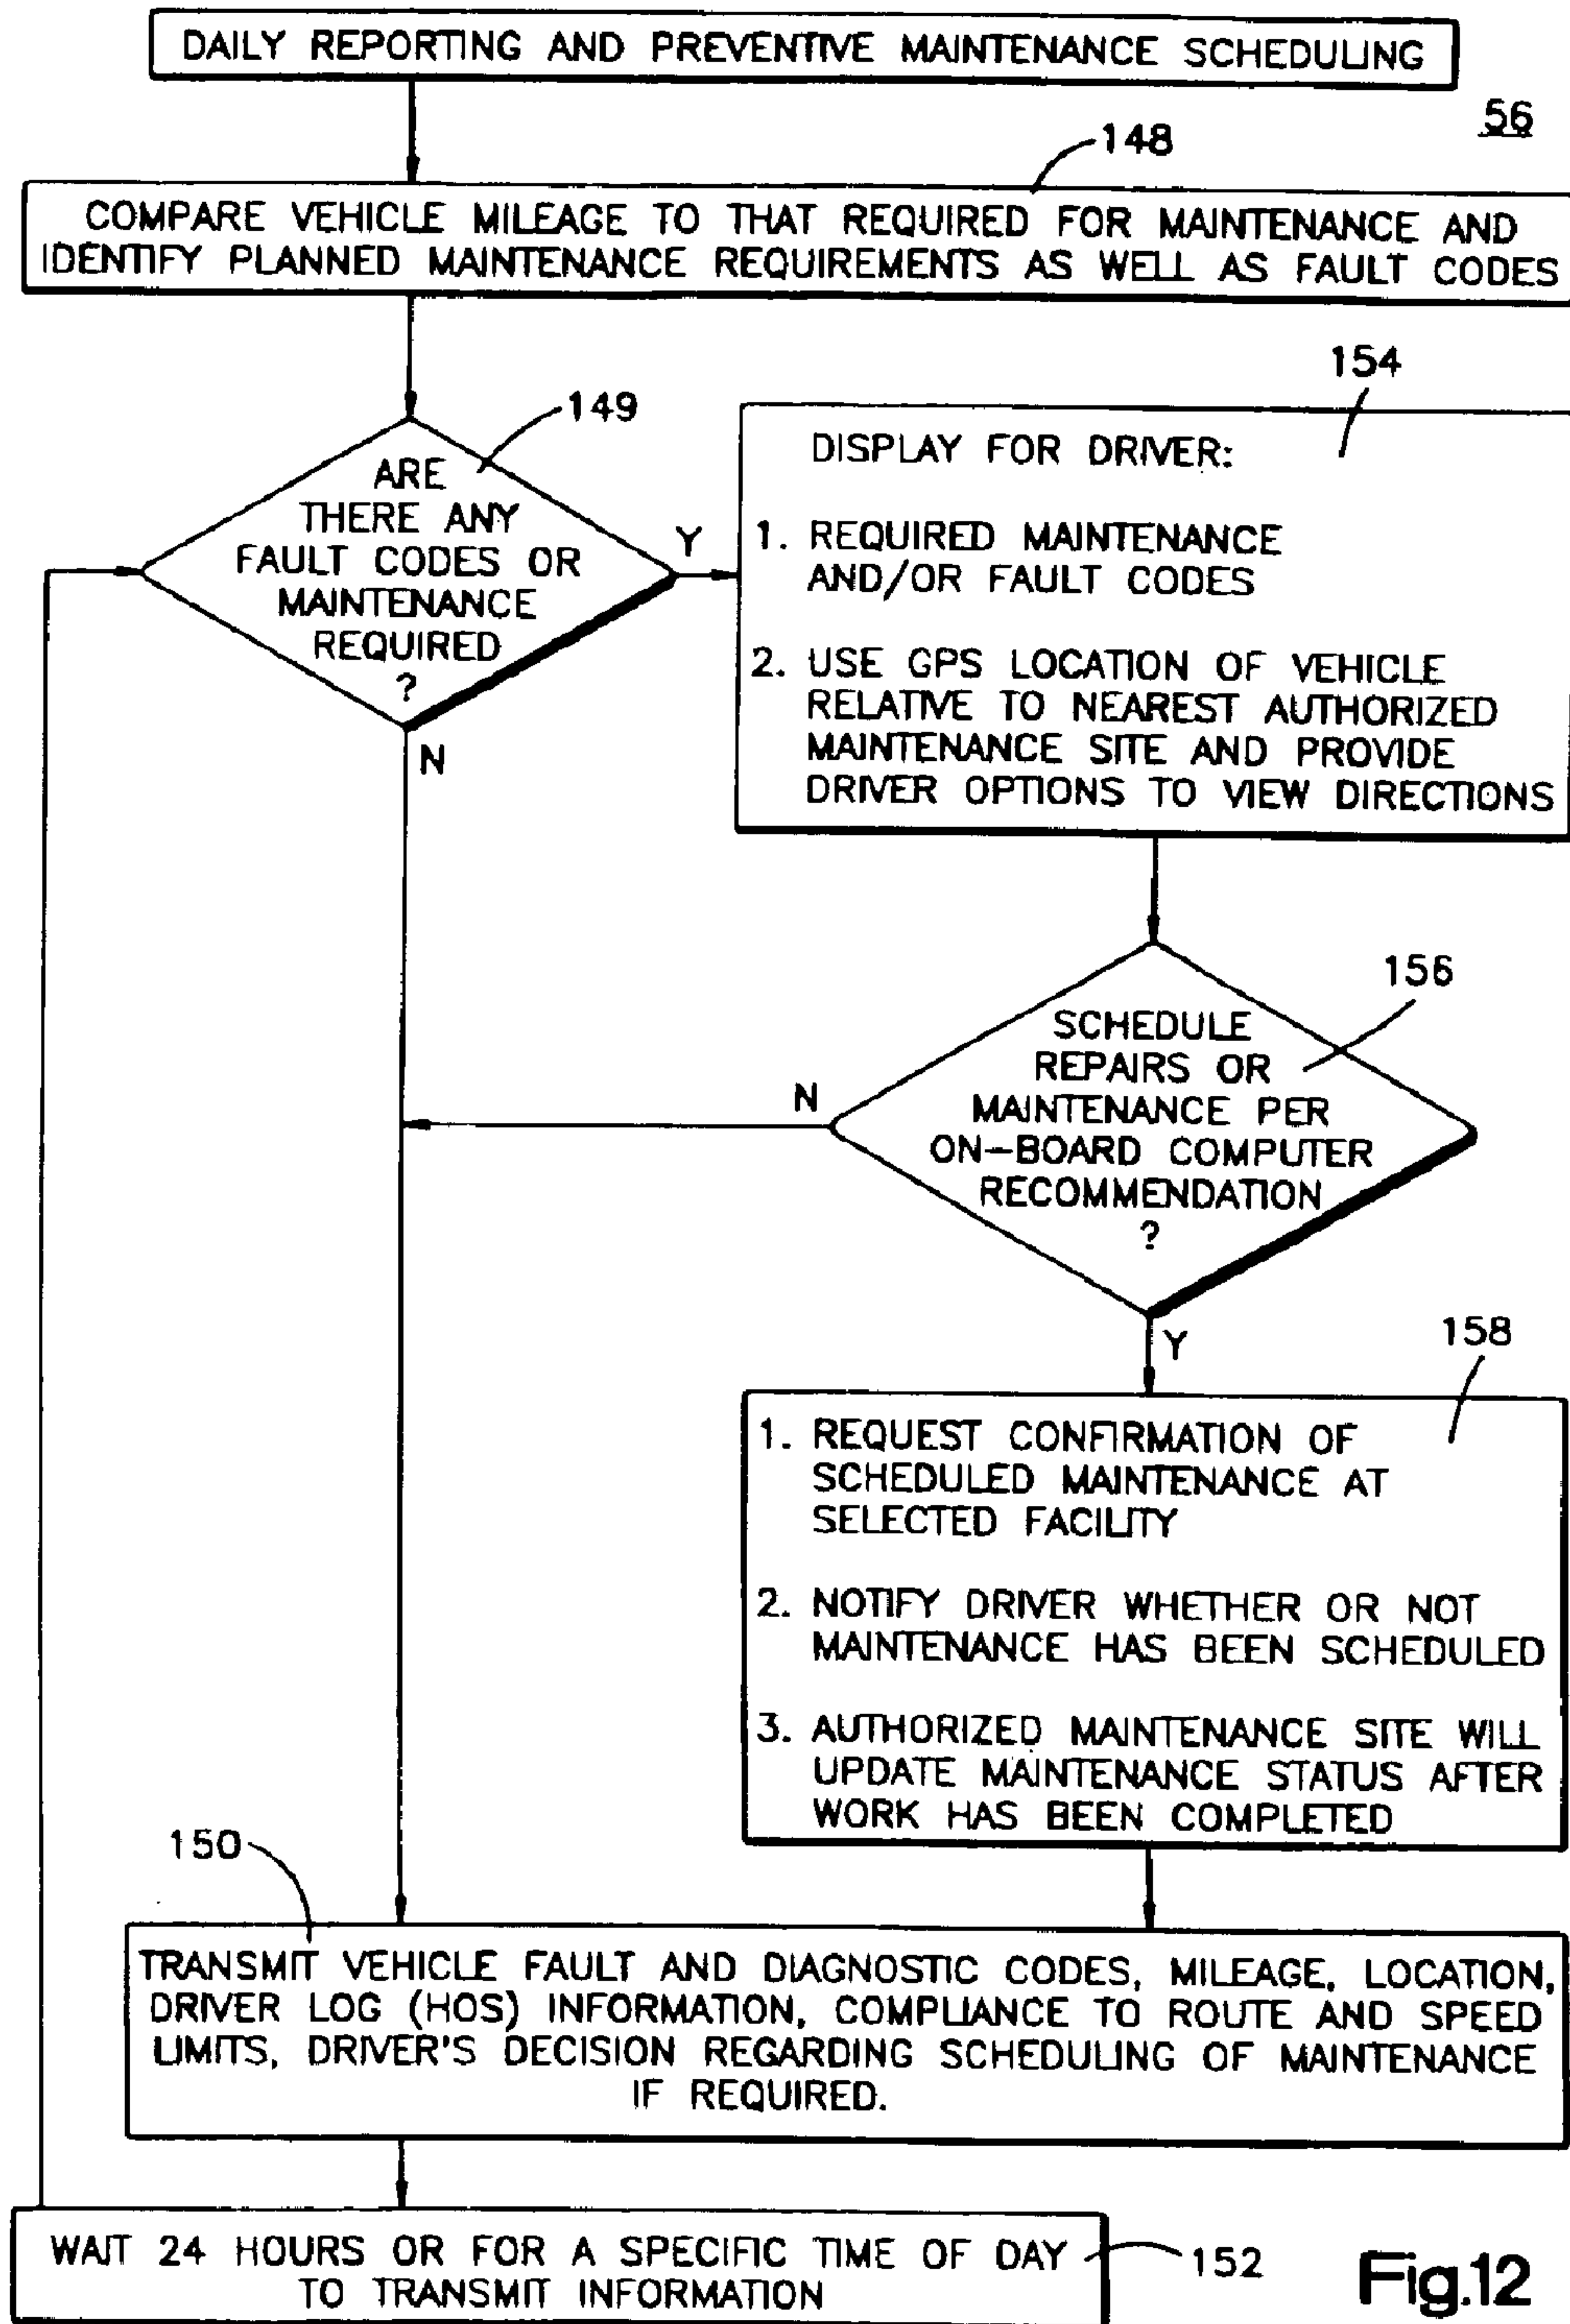 DAILY REPORTING AND PREVENTIVE MAINTENANCE SCHEDULING
56
148
COMPARE VEHICLE MILEAGE TO THAT REQUIRED FOR MAINTENANCE AND
IDENTIFY PLANNED MAINTENANCE REQUIREMENTS AS WELL AS FAULT CODES
149
ARE
THERE ANY
FAULT CODES OR
MAINTENANCE
REQUIRED
?
Y
N
154
DISPLAY FOR DRIVER:
1. REQUIRED MAINTENANCE
AND/OR FAULT CODES
2. USE GPS LOCATION OF VEHICLE
RELATIVE TO NEAREST AUTHORIZED
MAINTENANCE SITE AND PROVIDE
DRIVER OPTIONS TO VIEW DIRECTIONS
156
SCHEDULE
REPAIRS OR
MAINTENANCE PER
ON-BOARD COMPUTER
RECOMMENDATION
?
N
Y
158
1. REQUEST CONFIRMATION OF
SCHEDULED MAINTENANCE AT
SELECTED FACILITY
2. NOTIFY DRIVER WHETHER OR NOT
MAINTENANCE HAS BEEN SCHEDULED
3. AUTHORIZED MAINTENANCE SITE WILL
UPDATE MAINTENANCE STATUS AFTER
WORK HAS BEEN COMPLETED
150
TRANSMIT VEHICLE FAULT AND DIAGNOSTIC CODES, MILEAGE, LOCATION,
DRIVER LOG (HOS) INFORMATION, COMPLIANCE TO ROUTE AND SPEED
LIMITS, DRIVER'S DECISION REGARDING SCHEDULING OF MAINTENANCE
IF REQUIRED.
WAIT 24 HOURS OR FOR A SPECIFIC TIME OF DAY
TO TRANSMIT INFORMATION
152
Fig.12